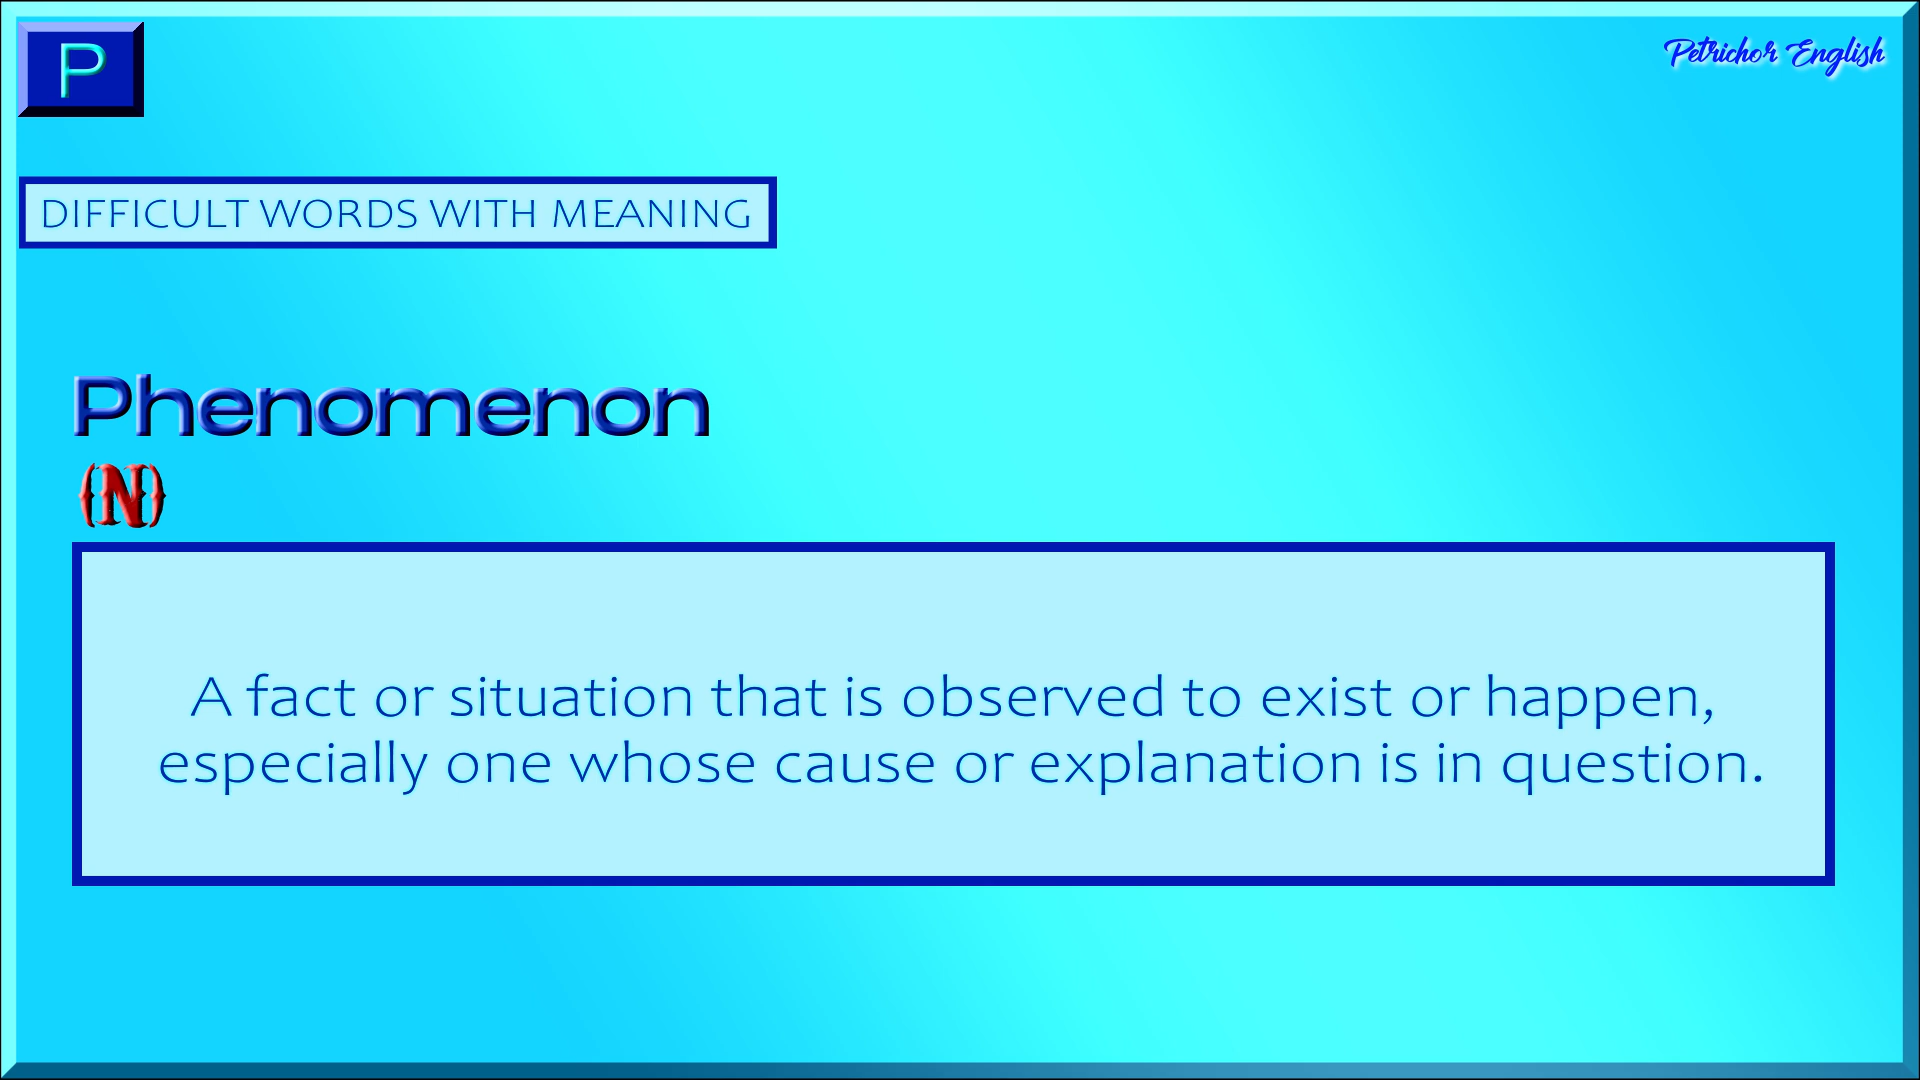 P
Petrichor English
DIFFICULT WORDS WITH MEANING
Phenomenon
(N)
A fact or situation that is observed to exist or happen,
especially one whose cause or explanation is in question.